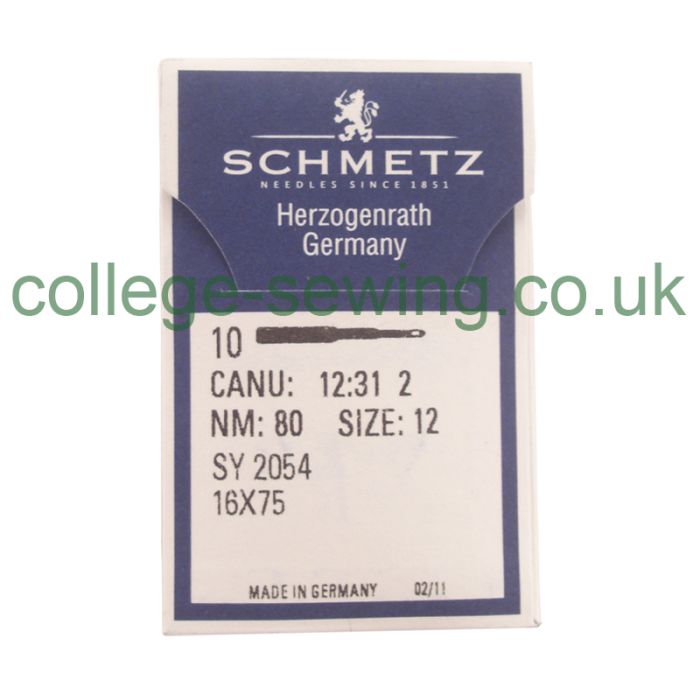 SCHMETZ
NEEDLES SINCE 1851
Herzogenrath
Germany
college-sewing.co.uk
10
CANU: 12:31 2
NM: 80 SIZE: 12
SY 2054
16X75
MADE IN GERMANY 02/11